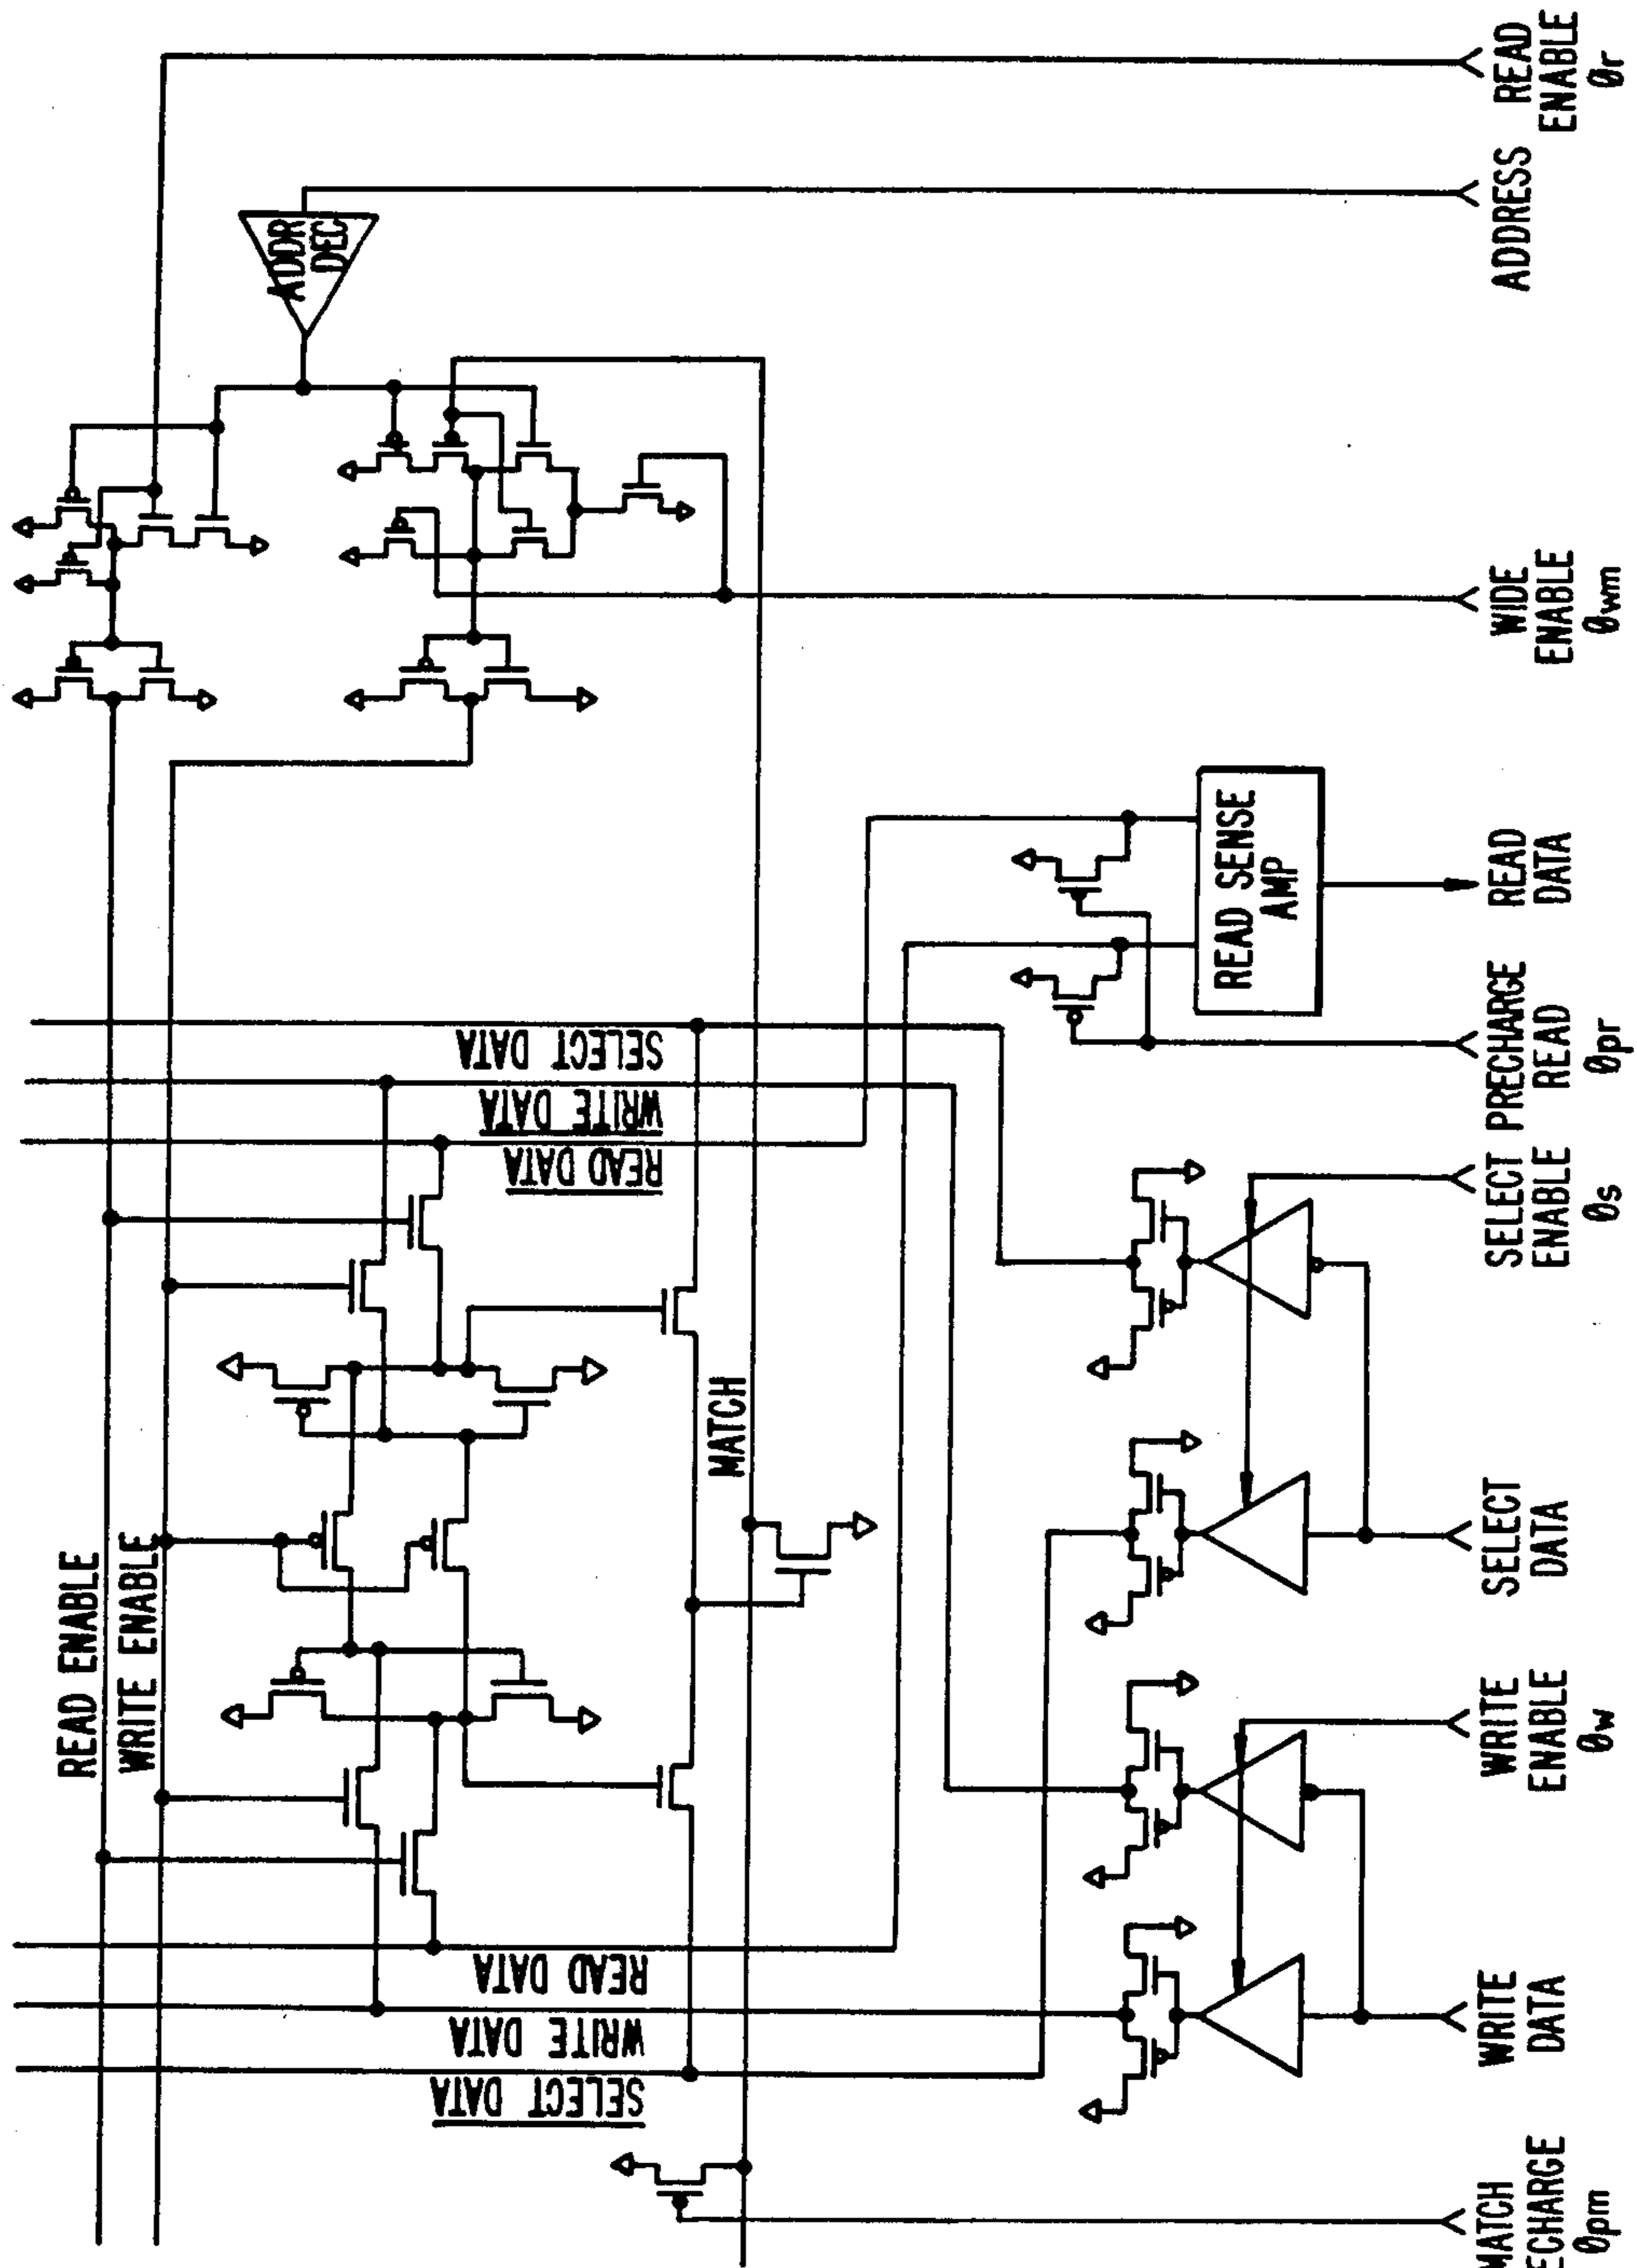 READ ENABLE
WRITE ENABLE
SELECT DATA
WRITE DATA
READ DATA
READ DATA
WRITE DATA
SELECT DATA
MATCH
ADDR
DEC
READ SENSE
AMP
MATCH
ECHARGE
Øpm
WRITE
DATA
WRITE
ENABLE
Øw
SELECT
DATA
SELECT
ENABLE
Øs
PRECHARGE
READ
Øpr
READ
DATA
WIDE
ENABLE
Øwm
ADDRESS
READ
ENABLE
Ør